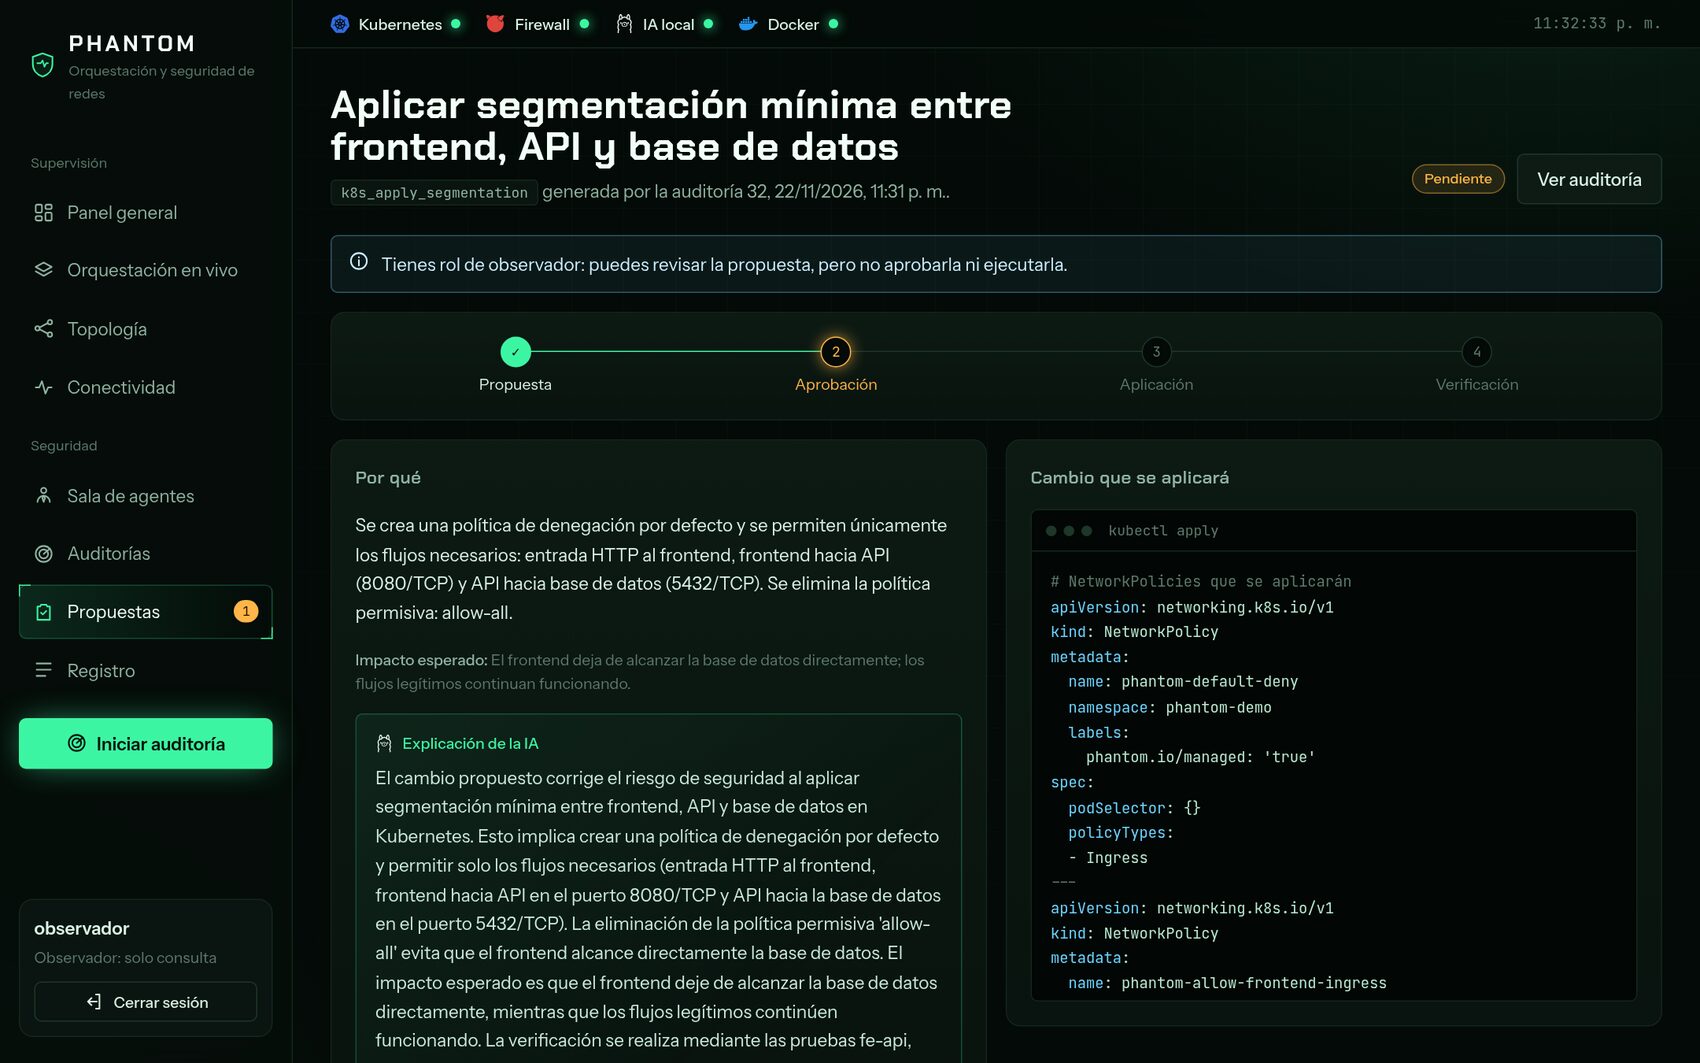 PHANTOM
Orquestación y seguridad de
redes
Supervisión
Panel general
Orquestación en vivo
Topología
Conectividad
Seguridad
Sala de agentes
Auditorías
Propuestas 1
Registro
Iniciar auditoría
observador
Observador: solo consulta
Cerrar sesión
Kubernetes Firewall IA local Docker 11:32:33 p. m.
Aplicar segmentación mínima entre
frontend, API y base de datos
k8s_apply_segmentation generada por la auditoría 32, 22/11/2026, 11:31 p. m..
Pendiente
Ver auditoría
Tienes rol de observador: puedes revisar la propuesta, pero no aprobarla ni ejecutarla.
✓ 2 3 4
Propuesta Aprobación Aplicación Verificación
Por qué
Se crea una política de denegación por defecto y se permiten únicamente
los flujos necesarios: entrada HTTP al frontend, frontend hacia API
(8080/TCP) y API hacia base de datos (5432/TCP). Se elimina la política
permisiva: allow-all.
Impacto esperado: El frontend deja de alcanzar la base de datos directamente; los
flujos legítimos continuan funcionando.
Explicación de la IA
El cambio propuesto corrige el riesgo de seguridad al aplicar
segmentación mínima entre frontend, API y base de datos en
Kubernetes. Esto implica crear una política de denegación por defecto
y permitir solo los flujos necesarios (entrada HTTP al frontend,
frontend hacia API en el puerto 8080/TCP y API hacia la base de datos
en el puerto 5432/TCP). La eliminación de la política permisiva 'allow-
all' evita que el frontend alcance directamente la base de datos. El
impacto esperado es que el frontend deje de alcanzar la base de datos
directamente, mientras que los flujos legítimos continúen
funcionando. La verificación se realiza mediante las pruebas fe-api,
Cambio que se aplicará
kubectl apply
# NetworkPolicies que se aplicarán
apiVersion: networking.k8s.io/v1
kind: NetworkPolicy
metadata:
  name: phantom-default-deny
  namespace: phantom-demo
  labels:
    phantom.io/managed: 'true'
spec:
  podSelector: {}
  policyTypes:
  - Ingress
---
apiVersion: networking.k8s.io/v1
kind: NetworkPolicy
metadata:
  name: phantom-allow-frontend-ingress